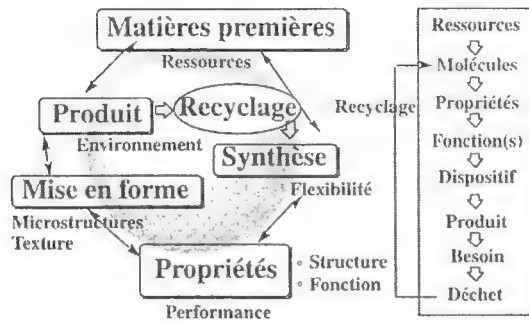 Matières premières
Ressources
Produit
Recyclage
Environnement
Synthèse
Flexibilité
Mise en forme
Microstructures
Texture
Propriétés
Structure
Fonction
Performance
Ressources
Molécules
Recyclage
Propriétés
Fonction(s)
Dispositif
Produit
Besoin
Déchet